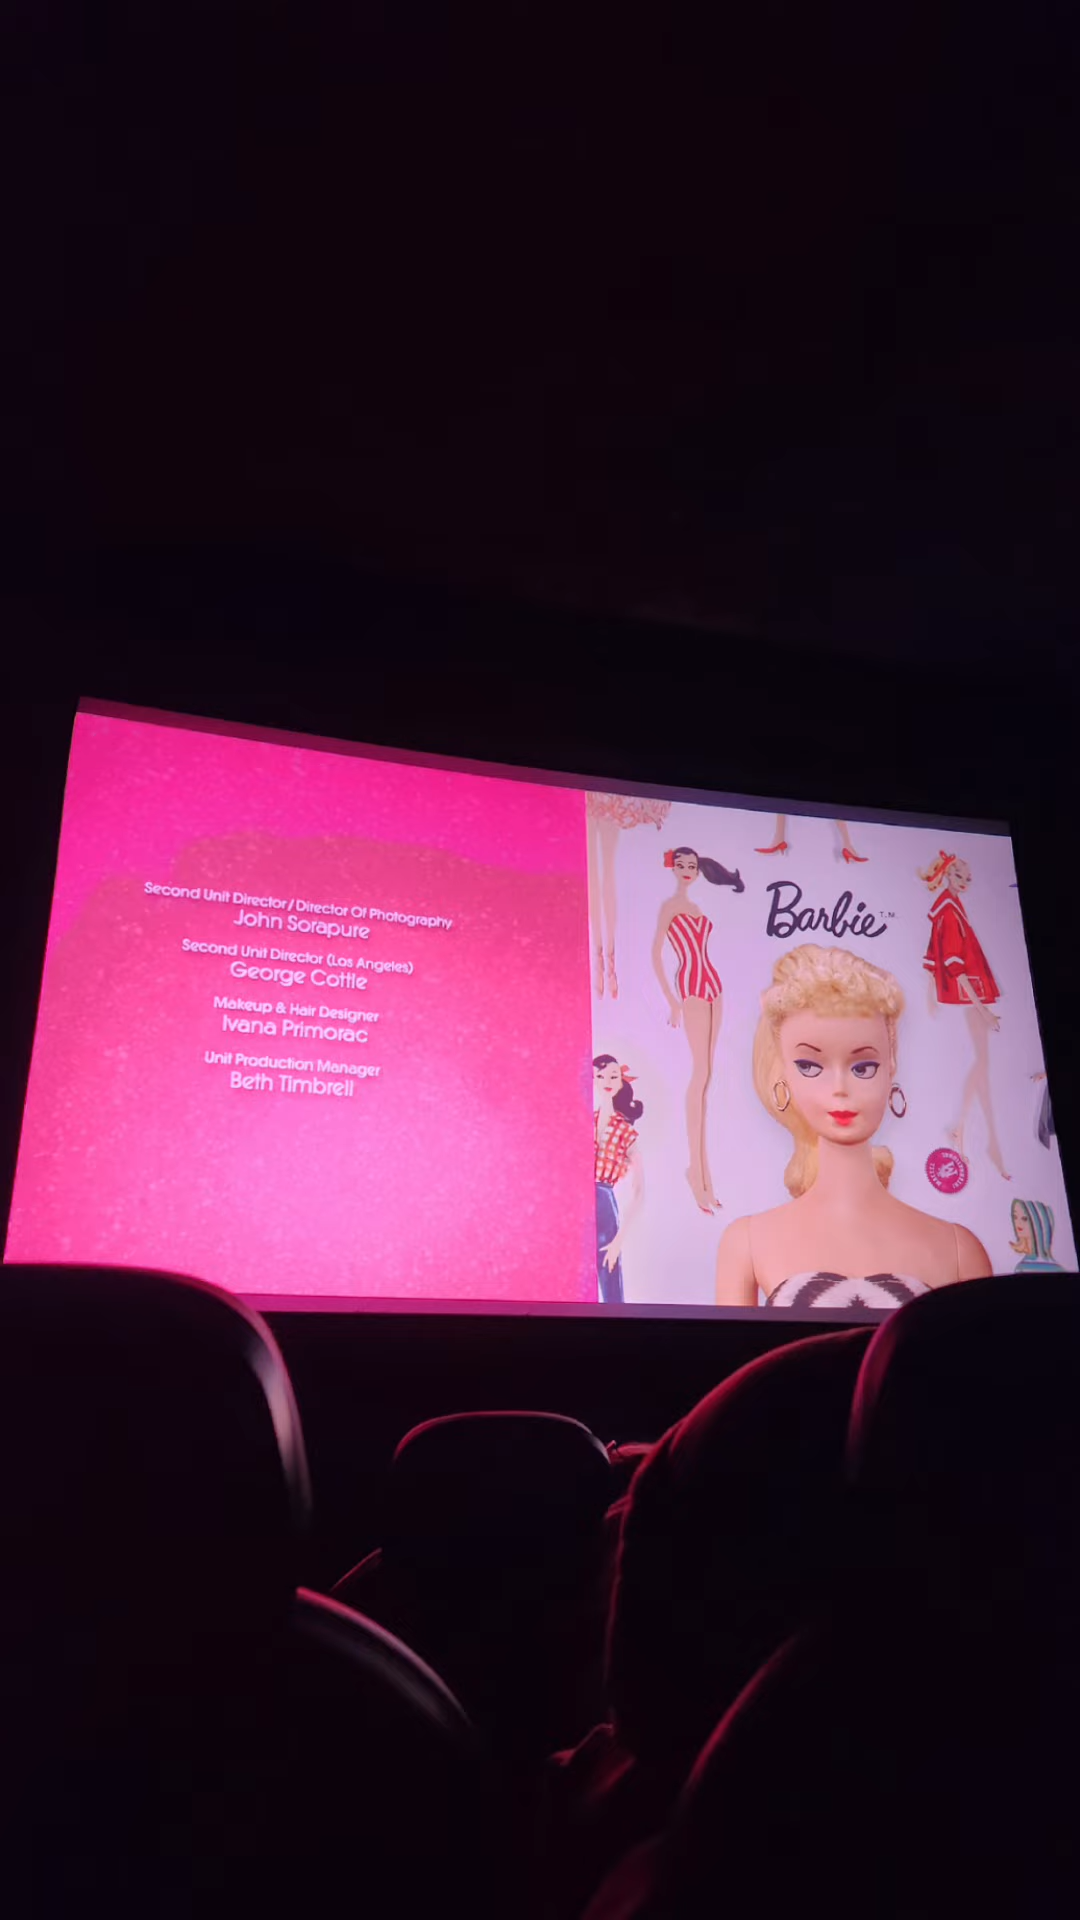 Second Unit Director/Director Of Photography
John Sorapure
Second Unit Director (Los Angeles)
George Cottle
Makeup & Hair Designer
Ivana Primorac
Unit Production Manager
Beth Timbrell
Barbie T.M.